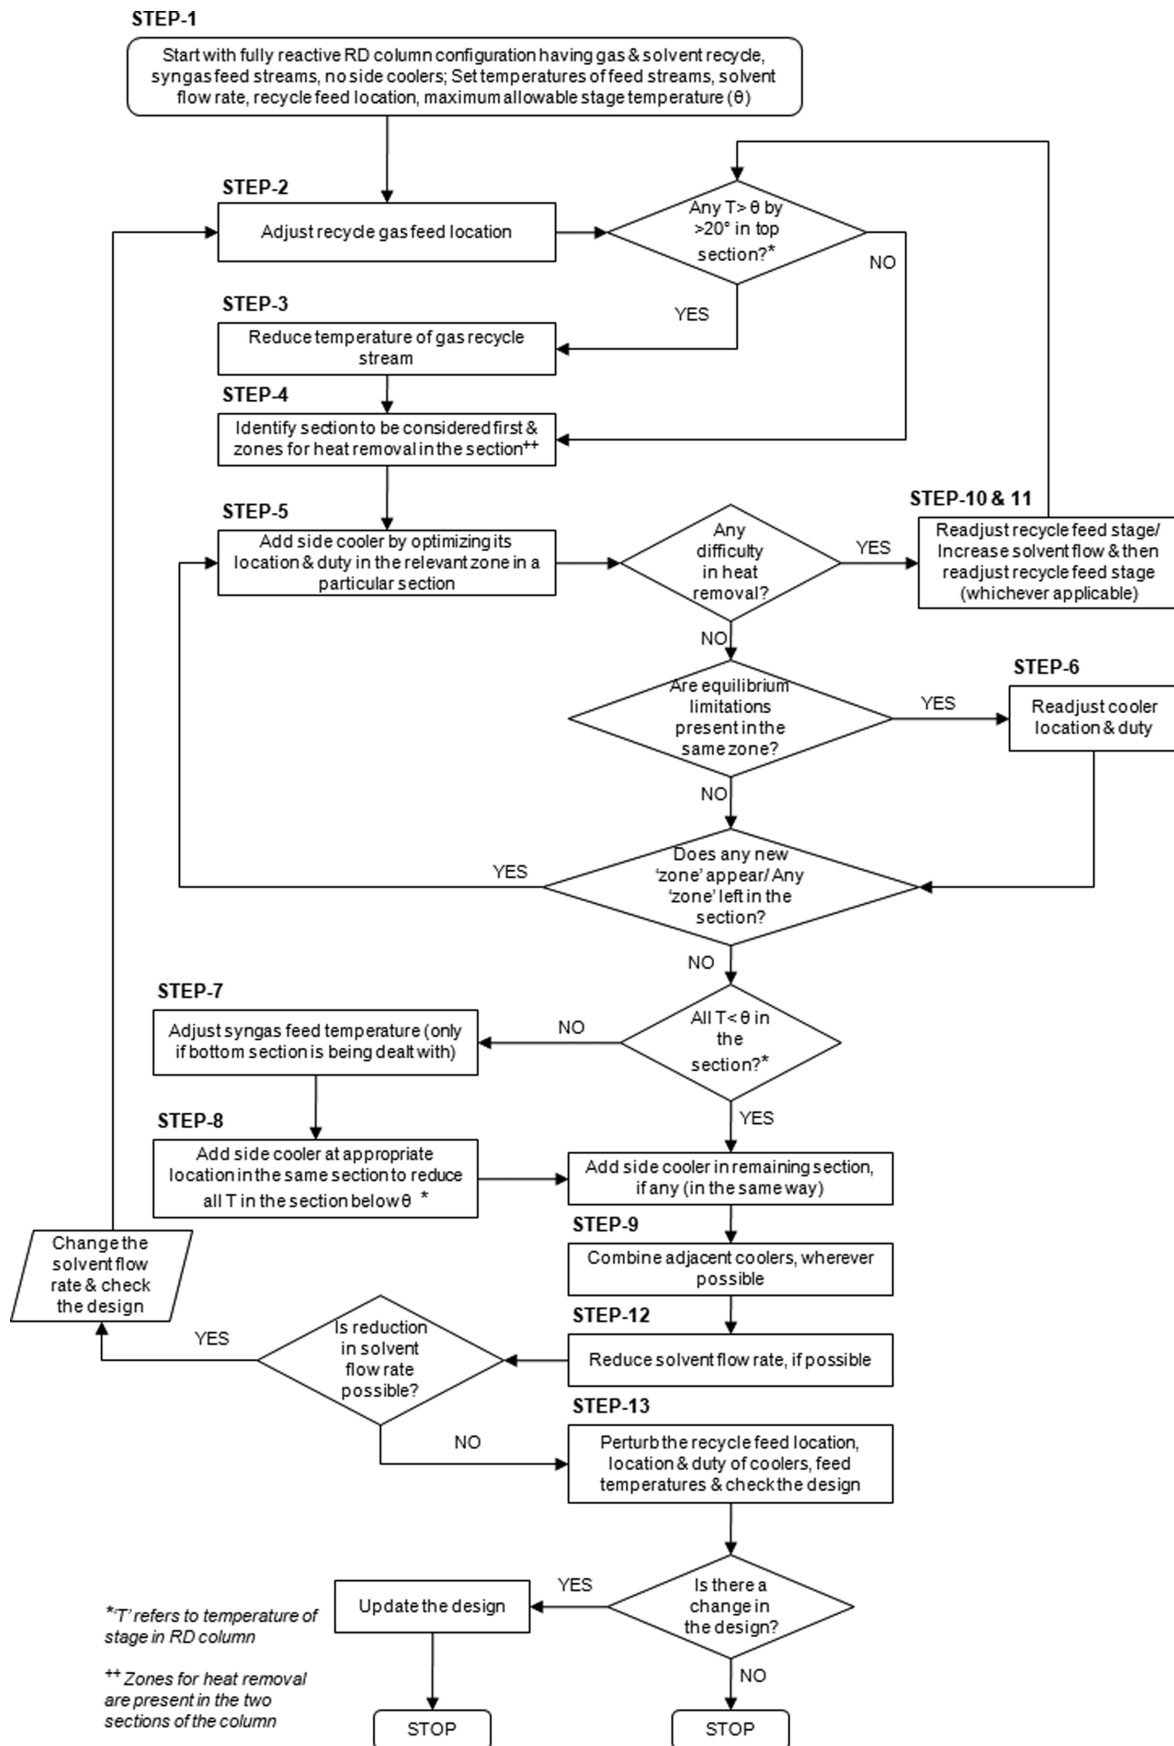 STEP-1
Start with fully reactive RD column configuration having gas & solvent recycle,
syngas feed streams, no side coolers; Set temperatures of feed streams, solvent
flow rate, recycle feed location, maximum allowable stage temperature (θ)
STEP-2
Adjust recycle gas feed location
Any T> θ by
>20° in top
section?*
NO
YES
STEP-3
Reduce temperature of gas recycle
stream
STEP-4
Identify section to be considered first &
zones for heat removal in the section++
STEP-5
Add side cooler by optimizing its
location & duty in the relevant zone in a
particular section
Any
difficulty
in heat
removal?
YES
STEP-10 & 11
Readjust recycle feed stage/
Increase solvent flow & then
readjust recycle feed stage
(whichever applicable)
NO
Are equilibrium
limitations
present in the
same zone?
YES
STEP-6
Readjust cooler
location & duty
NO
Does any new
‘zone’ appear/ Any
‘zone’ left in the
section?
YES
NO
STEP-7
Adjust syngas feed temperature (only
if bottom section is being dealt with)
NO
All T< θ in
the
section?*
YES
STEP-8
Add side cooler at appropriate
location in the same section to reduce
all T in the section below θ *
Add side cooler in remaining section,
if any (in the same way)
STEP-9
Combine adjacent coolers, wherever
possible
Change the
solvent flow
rate & check
the design
STEP-12
Reduce solvent flow rate, if possible
Is reduction
in solvent
flow rate
possible?
YES
NO
STEP-13
Perturb the recycle feed location,
location & duty of coolers, feed
temperatures & check the design
Is there a
change in
the design?
YES
Update the design
NO
STOP
STOP
*‘T’ refers to temperature of
stage in RD column
++ Zones for heat removal
are present in the two
sections of the column